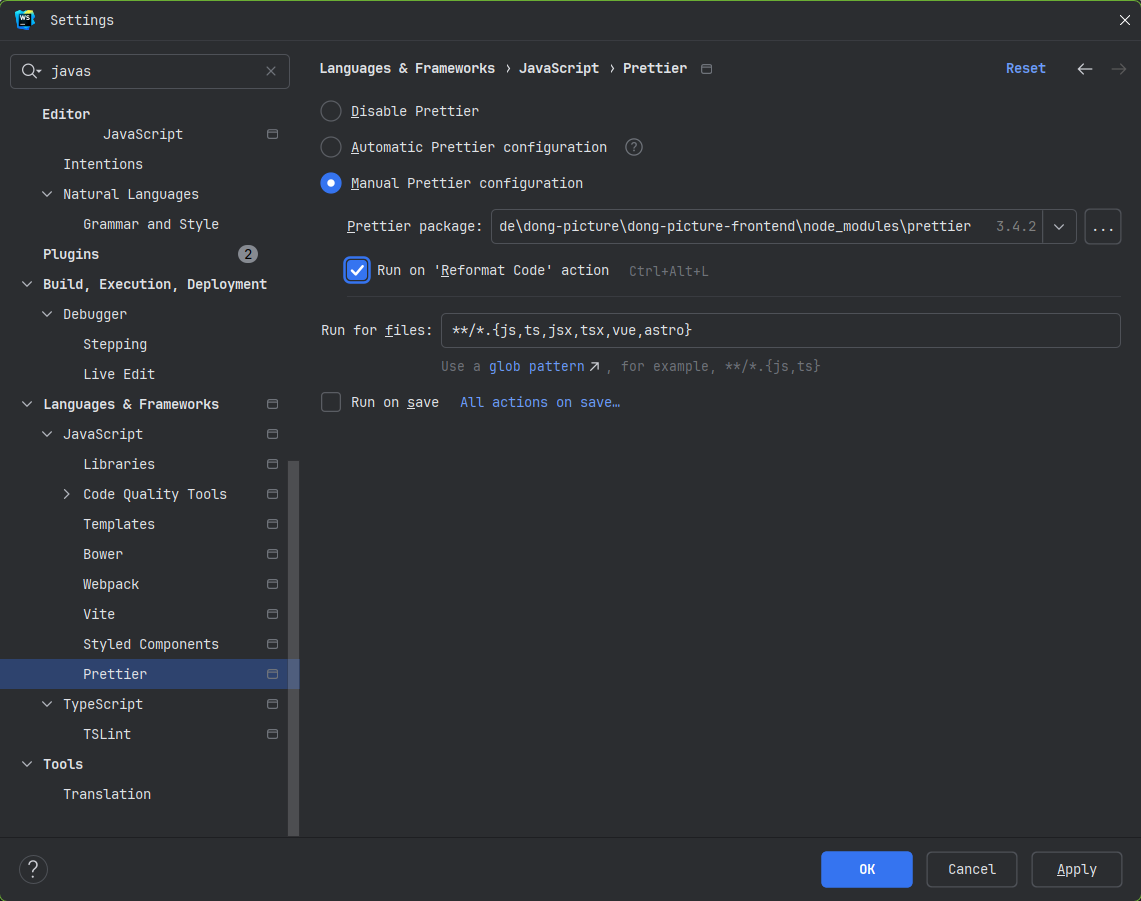 WS Settings
javas
Editor
JavaScript
Intentions
Natural Languages
Grammar and Style
Plugins 2
Build, Execution, Deployment
Debugger
Stepping
Live Edit
Languages & Frameworks
JavaScript
Libraries
Code Quality Tools
Templates
Bower
Webpack
Vite
Styled Components
Prettier
TypeScript
TSLint
Tools
Translation
?
Languages & Frameworks › JavaScript › Prettier Reset
Disable Prettier
Automatic Prettier configuration ?
Manual Prettier configuration
Prettier package: de\dong-picture\dong-picture-frontend\node_modules\prettier 3.4.2 ...
Run on 'Reformat Code' action Ctrl+Alt+L
Run for files: **/*.{js,ts,jsx,tsx,vue,astro}
Use a glob pattern↗, for example, **/*.{js,ts}
Run on save All actions on save…
OK Cancel Apply